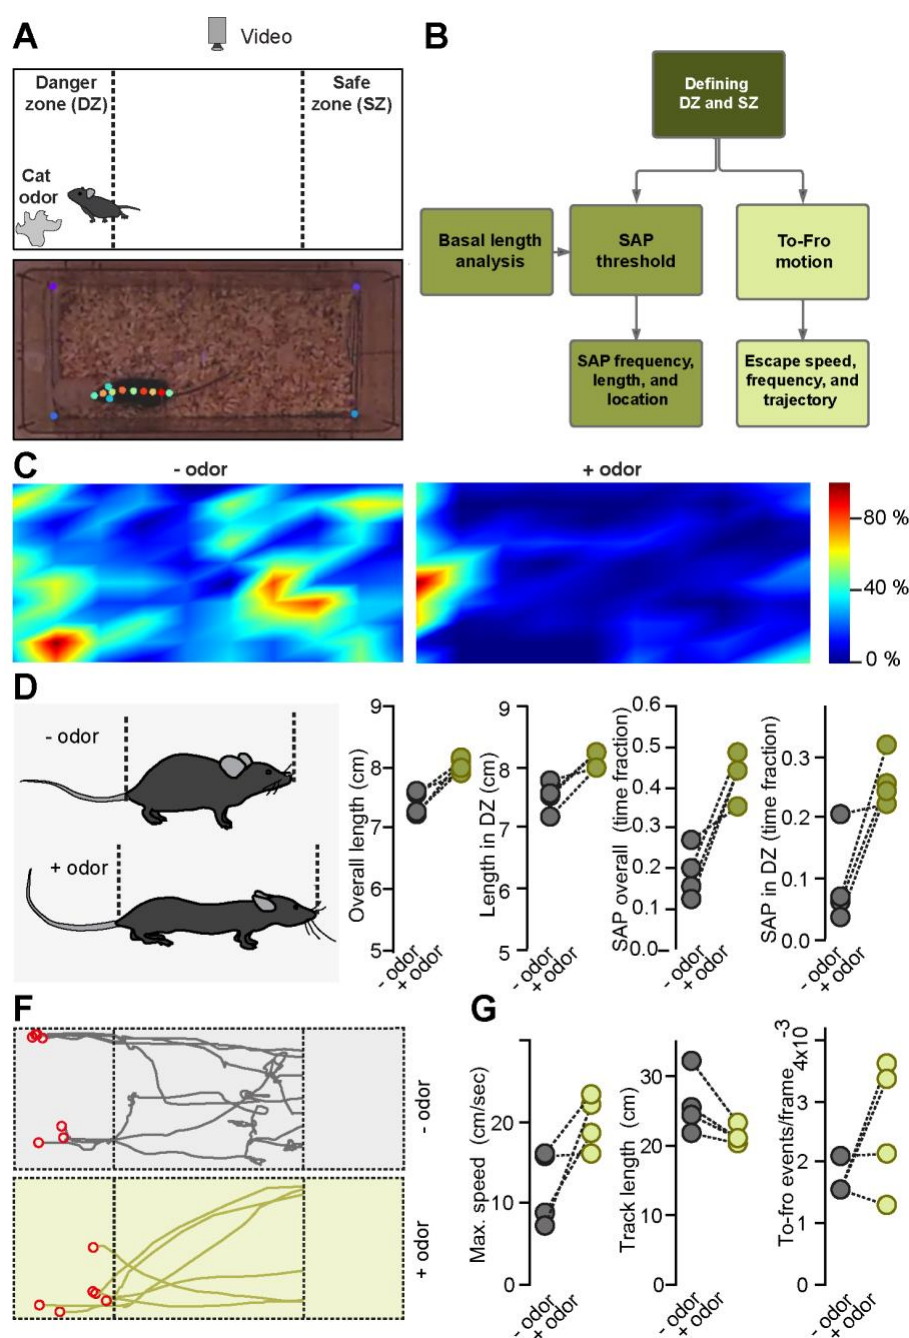 A
Video
Danger
zone (DZ)
Safe
zone (SZ)
Cat
odor
B
Defining
DZ and SZ
Basal length
analysis
SAP
threshold
To-Fro
motion
SAP frequency,
length, and
location
Escape speed,
frequency, and
trajectory
C
- odor
+ odor
80 %
40 %
0 %
D
- odor
+ odor
Overall length (cm)
9
8
7
6
5
- odor
+ odor
Length in DZ (cm)
9
8
7
6
5
- odor
+ odor
SAP overall (time fraction)
0.6
0.5
0.4
0.3
0.2
0.1
0.0
- odor
+ odor
SAP in DZ (time fraction)
0.3
0.2
0.1
0.0
- odor
+ odor
F
- odor
+ odor
G
Max. speed (cm/sec)
20
10
0
- odor
+ odor
Track length (cm)
30
20
10
0
- odor
+ odor
To-fro events/frame
4x10-3
3
2
1
0
- odor
+ odor